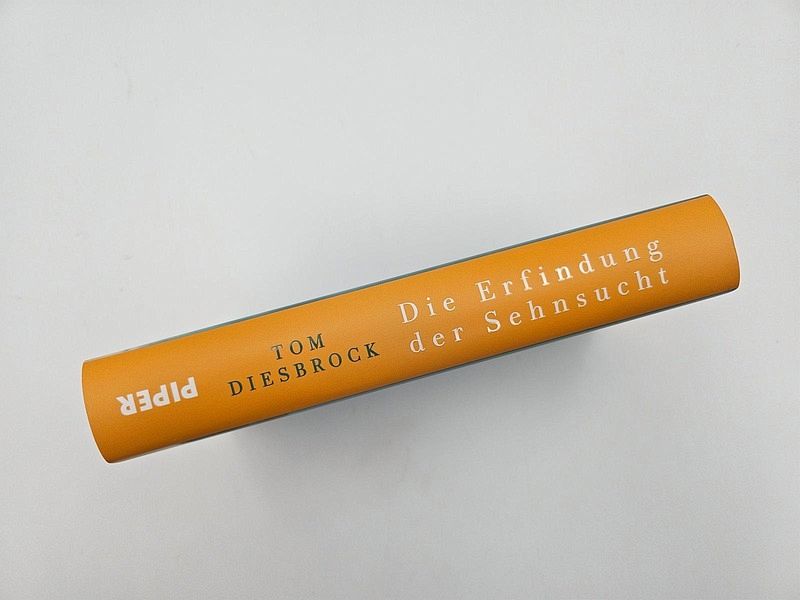 TOM
DIESBROCK
Die Erfindung
der Sehnsucht
PIPER